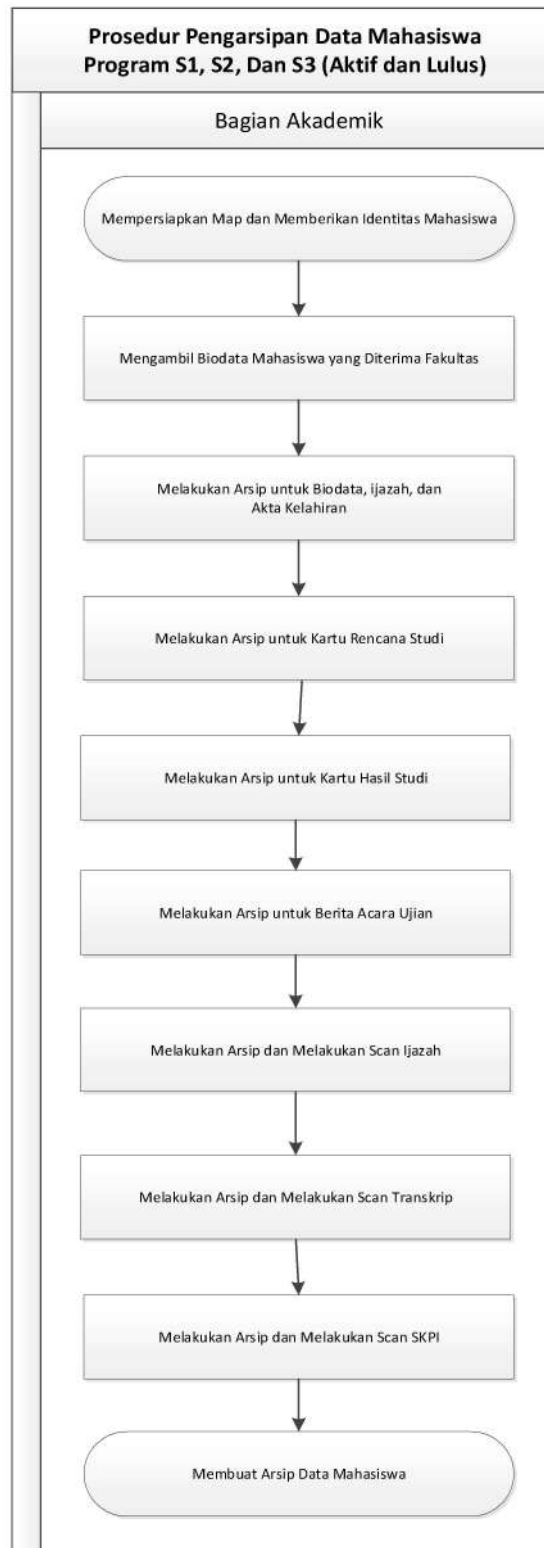 Prosedur Pengarsipan Data Mahasiswa
Program S1, S2, Dan S3 (Aktif dan Lulus)
Bagian Akademik
Mempersiapkan Map dan Memberikan Identitas Mahasiswa
Mengambil Biodata Mahasiswa yang Diterima Fakultas
Melakukan Arsip untuk Biodata, ijazah, dan
Akta Kelahiran
Melakukan Arsip untuk Kartu Rencana Studi
Melakukan Arsip untuk Kartu Hasil Studi
Melakukan Arsip untuk Berita Acara Ujian
Melakukan Arsip dan Melakukan Scan Ijazah
Melakukan Arsip dan Melakukan Scan Transkrip
Melakukan Arsip dan Melakukan Scan SKPI
Membuat Arsip Data Mahasiswa